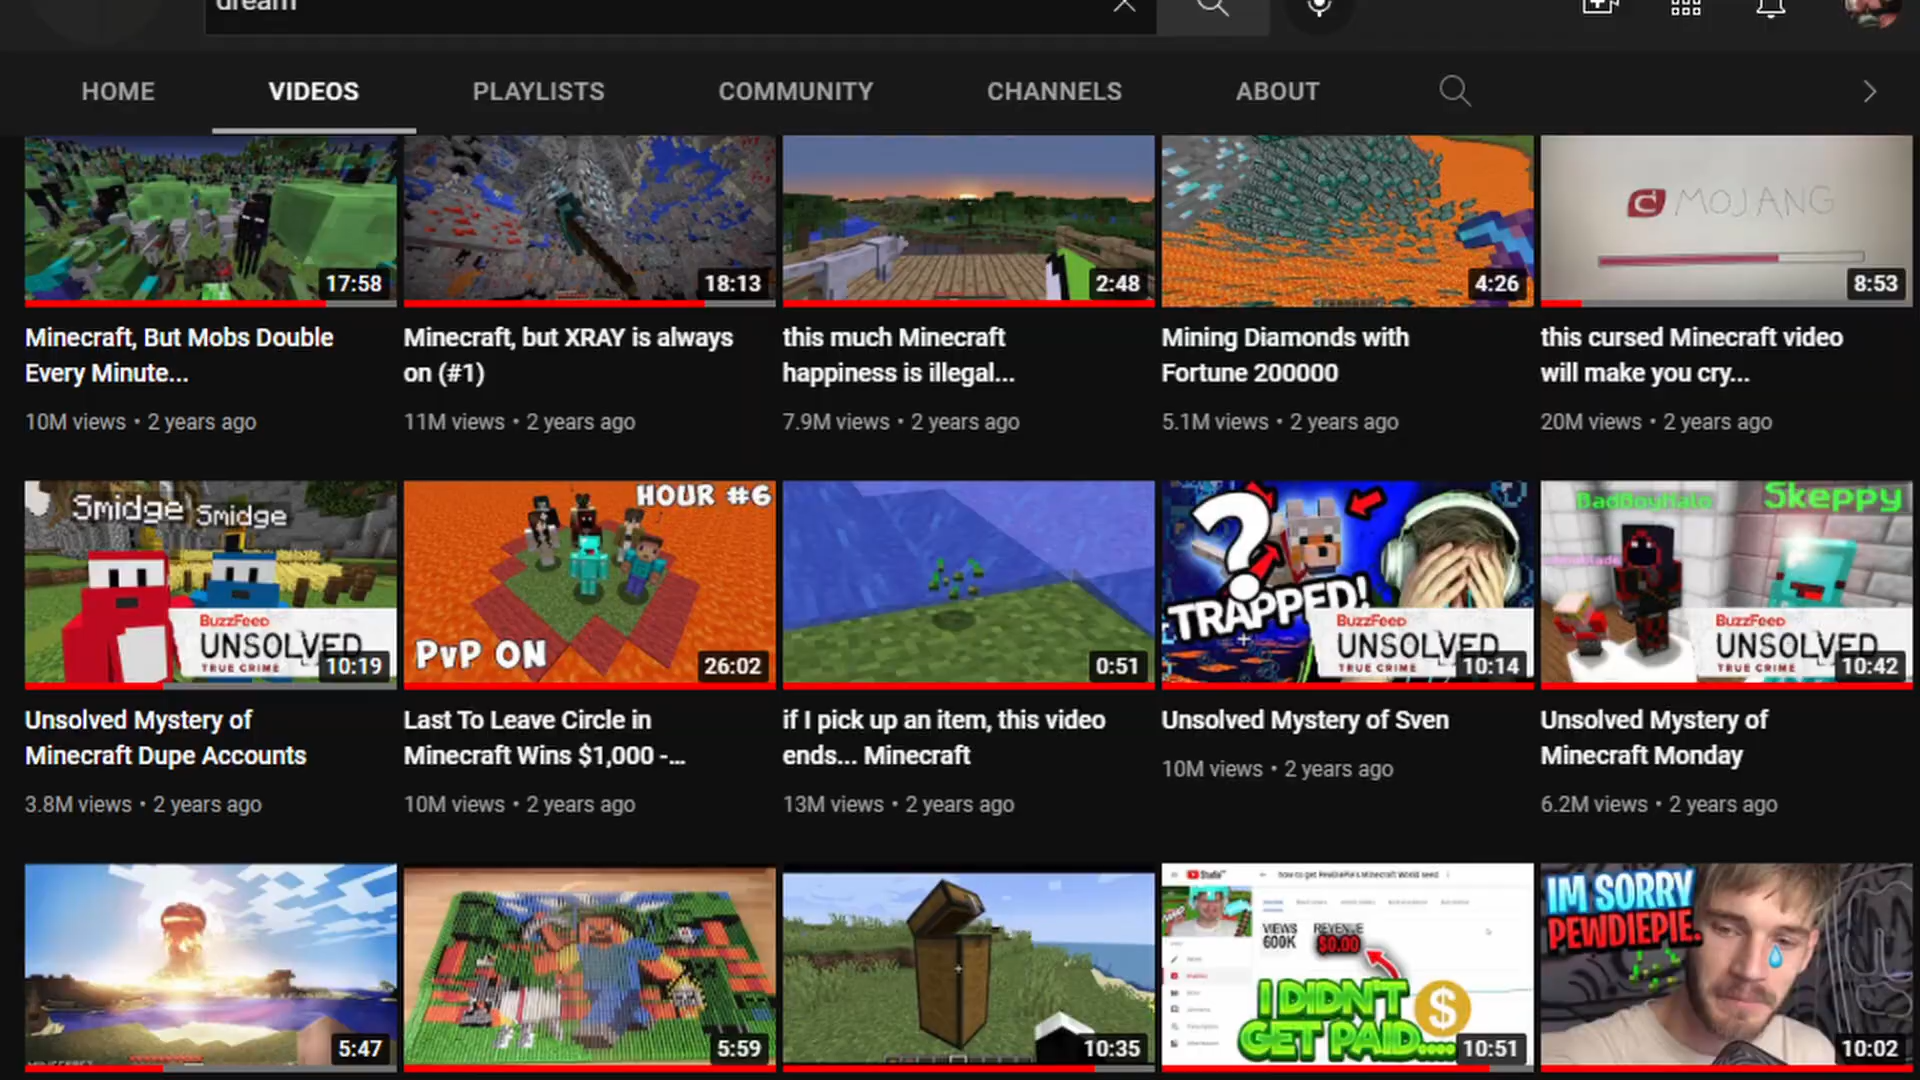 dream
HOME VIDEOS PLAYLISTS COMMUNITY CHANNELS ABOUT
17:58
18:13
2:48
4:26
MOJANG
8:53
Minecraft, But Mobs Double
Every Minute...
10M views • 2 years ago
Minecraft, but XRAY is always
on (#1)
11M views • 2 years ago
this much Minecraft
happiness is illegal...
7.9M views • 2 years ago
Mining Diamonds with
Fortune 200000
5.1M views • 2 years ago
this cursed Minecraft video
will make you cry...
20M views • 2 years ago
Smidge Smidge
BuzzFeed
UNSOLVED
TRUE CRIME
10:19
HOUR #6
PvP ON
26:02
0:51
?
TRAPPED!
BuzzFeed
UNSOLVED
TRUE CRIME
10:14
BadBoyHalo Skeppy
BuzzFeed
UNSOLVED
TRUE CRIME
10:42
Unsolved Mystery of
Minecraft Dupe Accounts
3.8M views • 2 years ago
Last To Leave Circle in
Minecraft Wins $1,000 -...
10M views • 2 years ago
if I pick up an item, this video
ends... Minecraft
13M views • 2 years ago
Unsolved Mystery of Sven
10M views • 2 years ago
Unsolved Mystery of
Minecraft Monday
6.2M views • 2 years ago
5:47
5:59
10:35
Studio
how to get PewDiePie's Minecraft World seed
VIEWS REVENUE
600K $0.00
I DIDN'T
GET PAID....
$
10:51
IM SORRY
PEWDIEPIE.
10:02